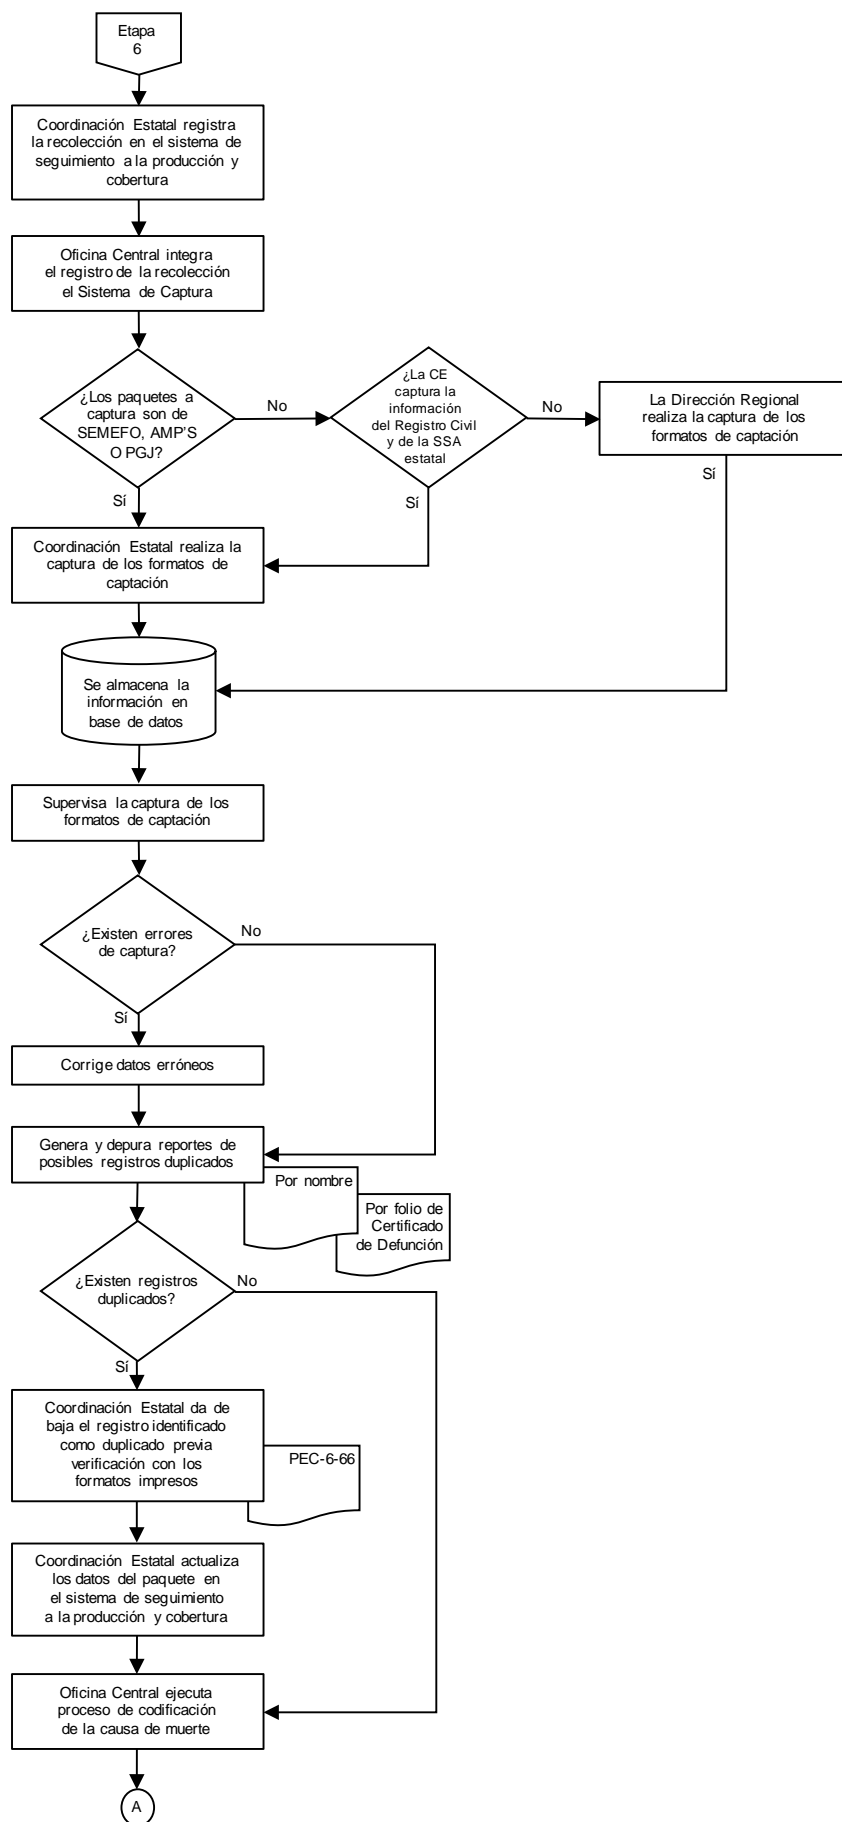 Etapa
6
Coordinación Estatal registra
la recolección en el sistema de
seguimiento a la producción y
cobertura
Oficina Central integra
el registro de la recolección
el Sistema de Captura
¿Los paquetes a
captura son de
SEMEFO, AMP'S
O PGJ?
No
¿La CE
captura la
información
del Registro Civil
y de la SSA
estatal
No
La Dirección Regional
realiza la captura de los
formatos de captación
Sí
Sí
Sí
Coordinación Estatal realiza la
captura de los formatos de
captación
Se almacena la
información en
base de datos
Supervisa la captura de los
formatos de captación
¿Existen errores
de captura?
No
Sí
Corrige datos erróneos
Genera y depura reportes de
posibles registros duplicados
Por nombre
Por folio de
Certificado
de Defunción
¿Existen registros
duplicados?
No
Sí
Coordinación Estatal da de
baja el registro identificado
como duplicado previa
verificación con los
formatos impresos
PEC-6-66
Coordinación Estatal actualiza
los datos del paquete en
el sistema de seguimiento
a la producción y cobertura
Oficina Central ejecuta
proceso de codificación
de la causa de muerte
A